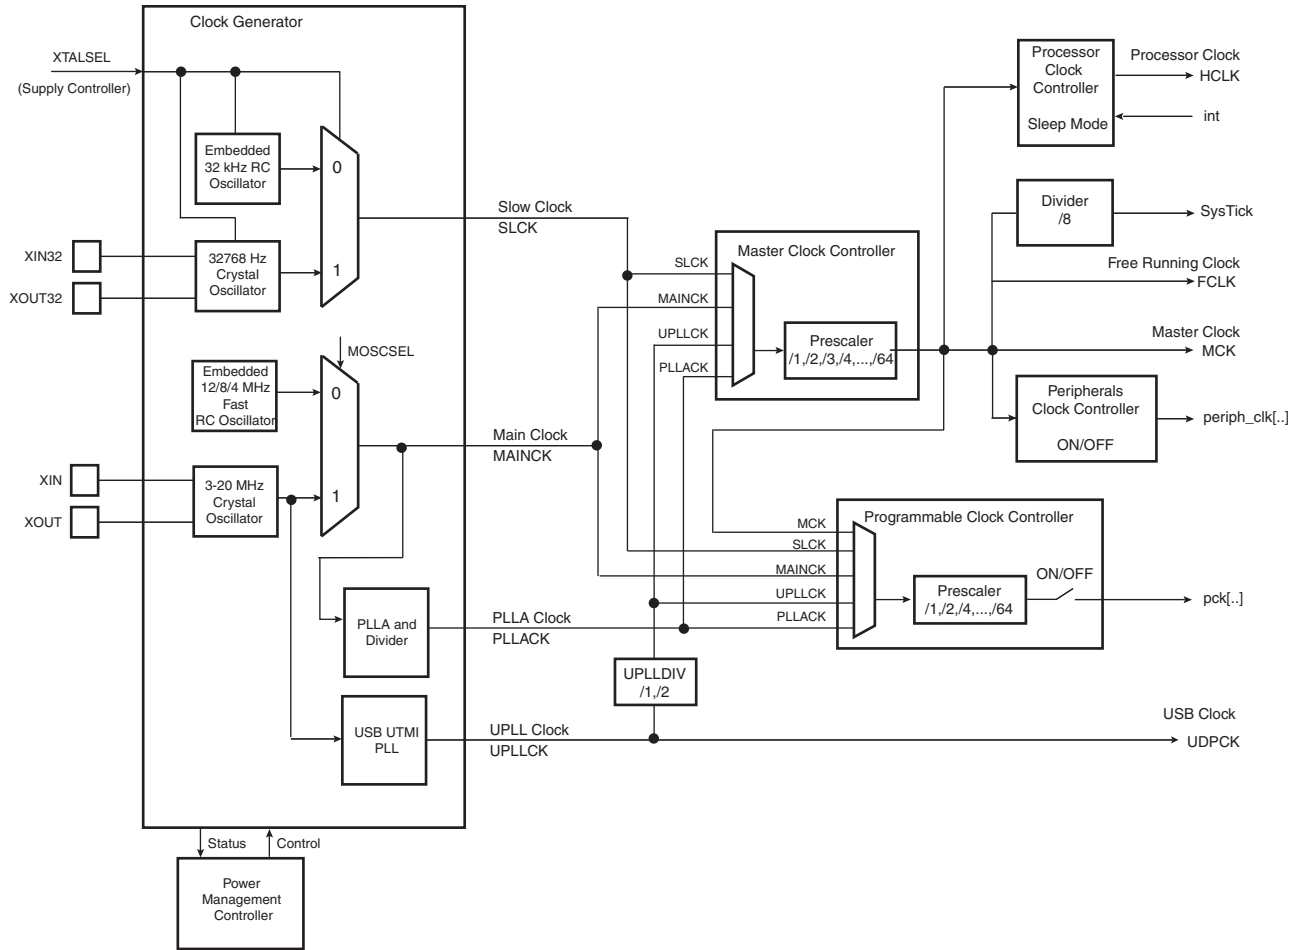 Clock Generator
XTALSEL
(Supply Controller)
Embedded
32 kHz RC
Oscillator
0
XIN32
XOUT32
32768 Hz
Crystal
Oscillator
1
Slow Clock
SLCK
MOSCSEL
Embedded
12/8/4 MHz
Fast
RC Oscillator
0
XIN
XOUT
3-20 MHz
Crystal
Oscillator
1
Main Clock
MAINCK
PLLA and
Divider
PLLA Clock
PLLACK
USB UTMI
PLL
UPLL Clock
UPLLCK
Status
Control
Power
Management
Controller
UPLLDIV
/1,/2
Master Clock Controller
SLCK
MAINCK
UPLLCK
PLLACK
Prescaler
/1,/2,/3,/4,...,/64
Processor
Clock
Controller
Sleep Mode
Processor Clock
HCLK
int
Divider
/8
SysTick
Free Running Clock
FCLK
Master Clock
MCK
Peripherals
Clock Controller
ON/OFF
periph_clk[..]
Programmable Clock Controller
MCK
SLCK
MAINCK
UPLLCK
PLLACK
Prescaler
/1,/2,/4,...,/64
ON/OFF
pck[..]
USB Clock
UDPCK